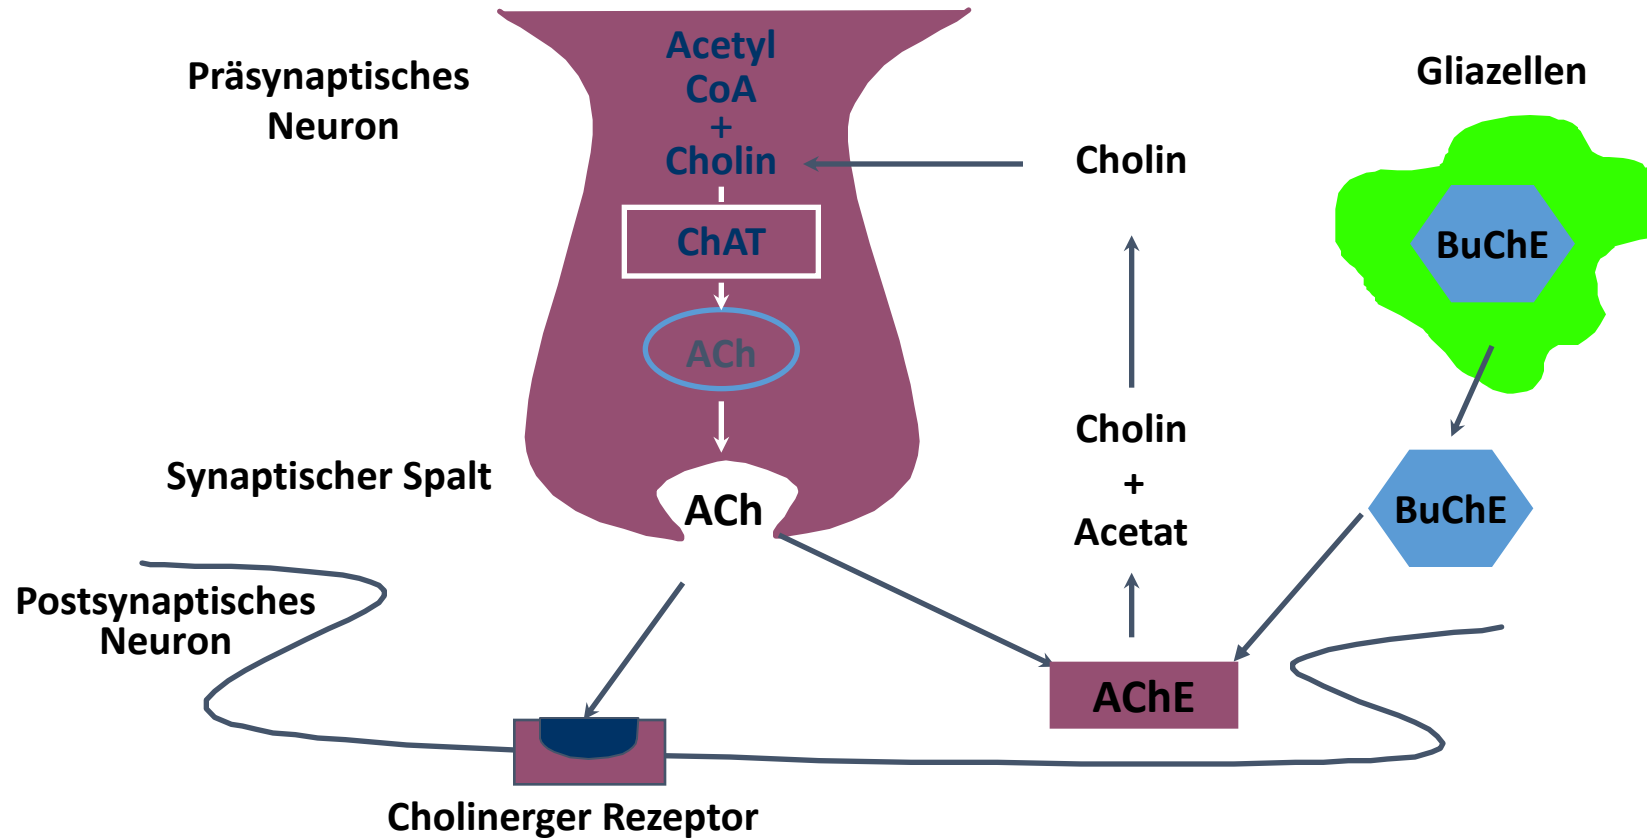 Präsynaptisches
Neuron
Acetyl
CoA
+
Cholin
ChAT
ACh
ACh
Cholin
Cholin
+
Acetat
Gliazellen
BuChE
BuChE
Synaptischer Spalt
Postsynaptisches
Neuron
AChE
Cholinerger Rezeptor